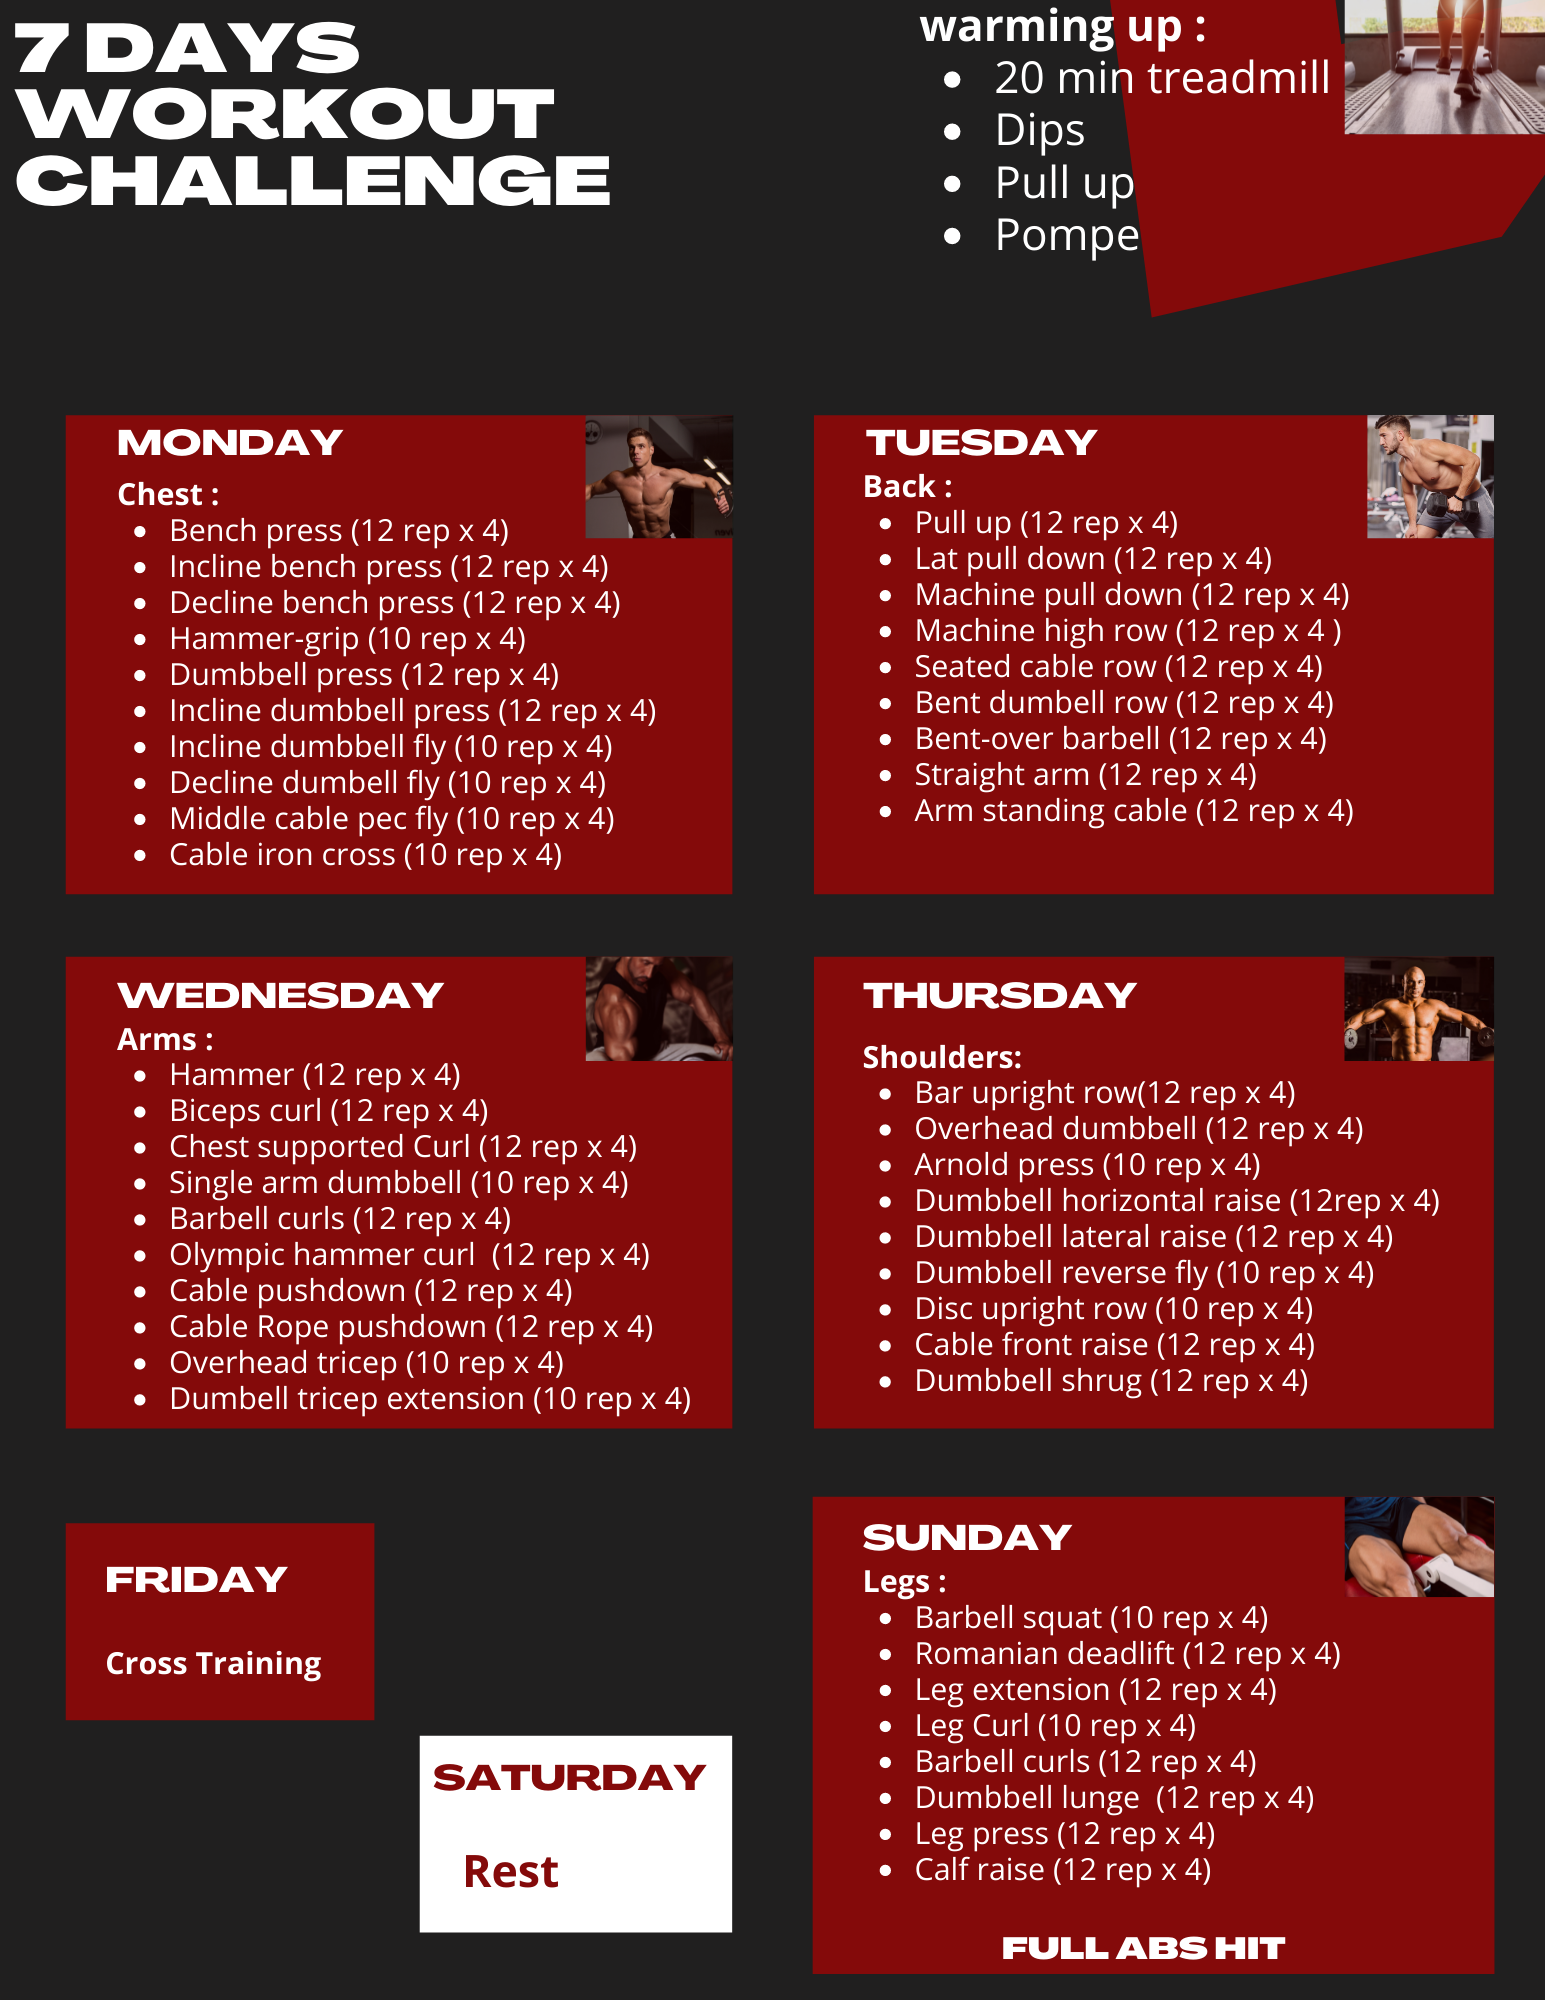 7 DAYS
WORKOUT
CHALLENGE
warming up :
• 20 min treadmill
• Dips
• Pull up
• Pompe
MONDAY
Chest :
• Bench press (12 rep x 4)
• Incline bench press (12 rep x 4)
• Decline bench press (12 rep x 4)
• Hammer-grip (10 rep x 4)
• Dumbbell press (12 rep x 4)
• Incline dumbbell press (12 rep x 4)
• Incline dumbbell fly (10 rep x 4)
• Decline dumbell fly (10 rep x 4)
• Middle cable pec fly (10 rep x 4)
• Cable iron cross (10 rep x 4)
TUESDAY
Back :
• Pull up (12 rep x 4)
• Lat pull down (12 rep x 4)
• Machine pull down (12 rep x 4)
• Machine high row (12 rep x 4 )
• Seated cable row (12 rep x 4)
• Bent dumbell row (12 rep x 4)
• Bent-over barbell (12 rep x 4)
• Straight arm (12 rep x 4)
• Arm standing cable (12 rep x 4)
WEDNESDAY
Arms :
• Hammer (12 rep x 4)
• Biceps curl (12 rep x 4)
• Chest supported Curl (12 rep x 4)
• Single arm dumbbell (10 rep x 4)
• Barbell curls (12 rep x 4)
• Olympic hammer curl  (12 rep x 4)
• Cable pushdown (12 rep x 4)
• Cable Rope pushdown (12 rep x 4)
• Overhead tricep (10 rep x 4)
• Dumbell tricep extension (10 rep x 4)
THURSDAY
Shoulders:
• Bar upright row(12 rep x 4)
• Overhead dumbbell (12 rep x 4)
• Arnold press (10 rep x 4)
• Dumbbell horizontal raise (12rep x 4)
• Dumbbell lateral raise (12 rep x 4)
• Dumbbell reverse fly (10 rep x 4)
• Disc upright row (10 rep x 4)
• Cable front raise (12 rep x 4)
• Dumbbell shrug (12 rep x 4)
FRIDAY
Cross Training
SATURDAY
Rest
SUNDAY
Legs :
• Barbell squat (10 rep x 4)
• Romanian deadlift (12 rep x 4)
• Leg extension (12 rep x 4)
• Leg Curl (10 rep x 4)
• Barbell curls (12 rep x 4)
• Dumbbell lunge  (12 rep x 4)
• Leg press (12 rep x 4)
• Calf raise (12 rep x 4)
FULL ABS HIT